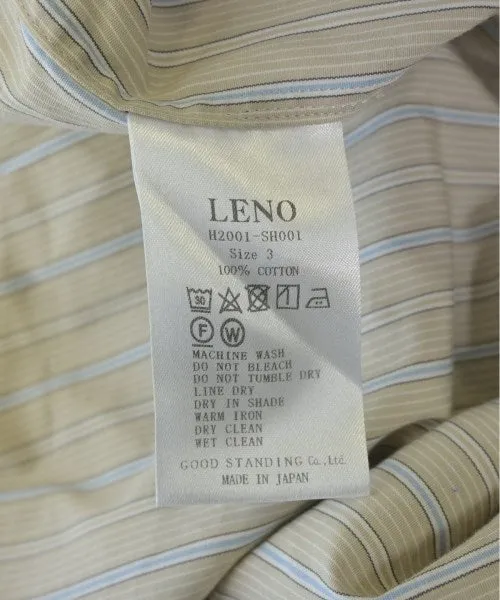 LENO
H2001-SH001
Size 3
100% COTTON
30
F W
MACHINE WASH
DO NOT BLEACH
DO NOT TUMBLE DRY
LINE DRY
DRY IN SHADE
WARM IRON
DRY CLEAN
WET CLEAN
GOOD STANDING Co., Ltd.
MADE IN JAPAN